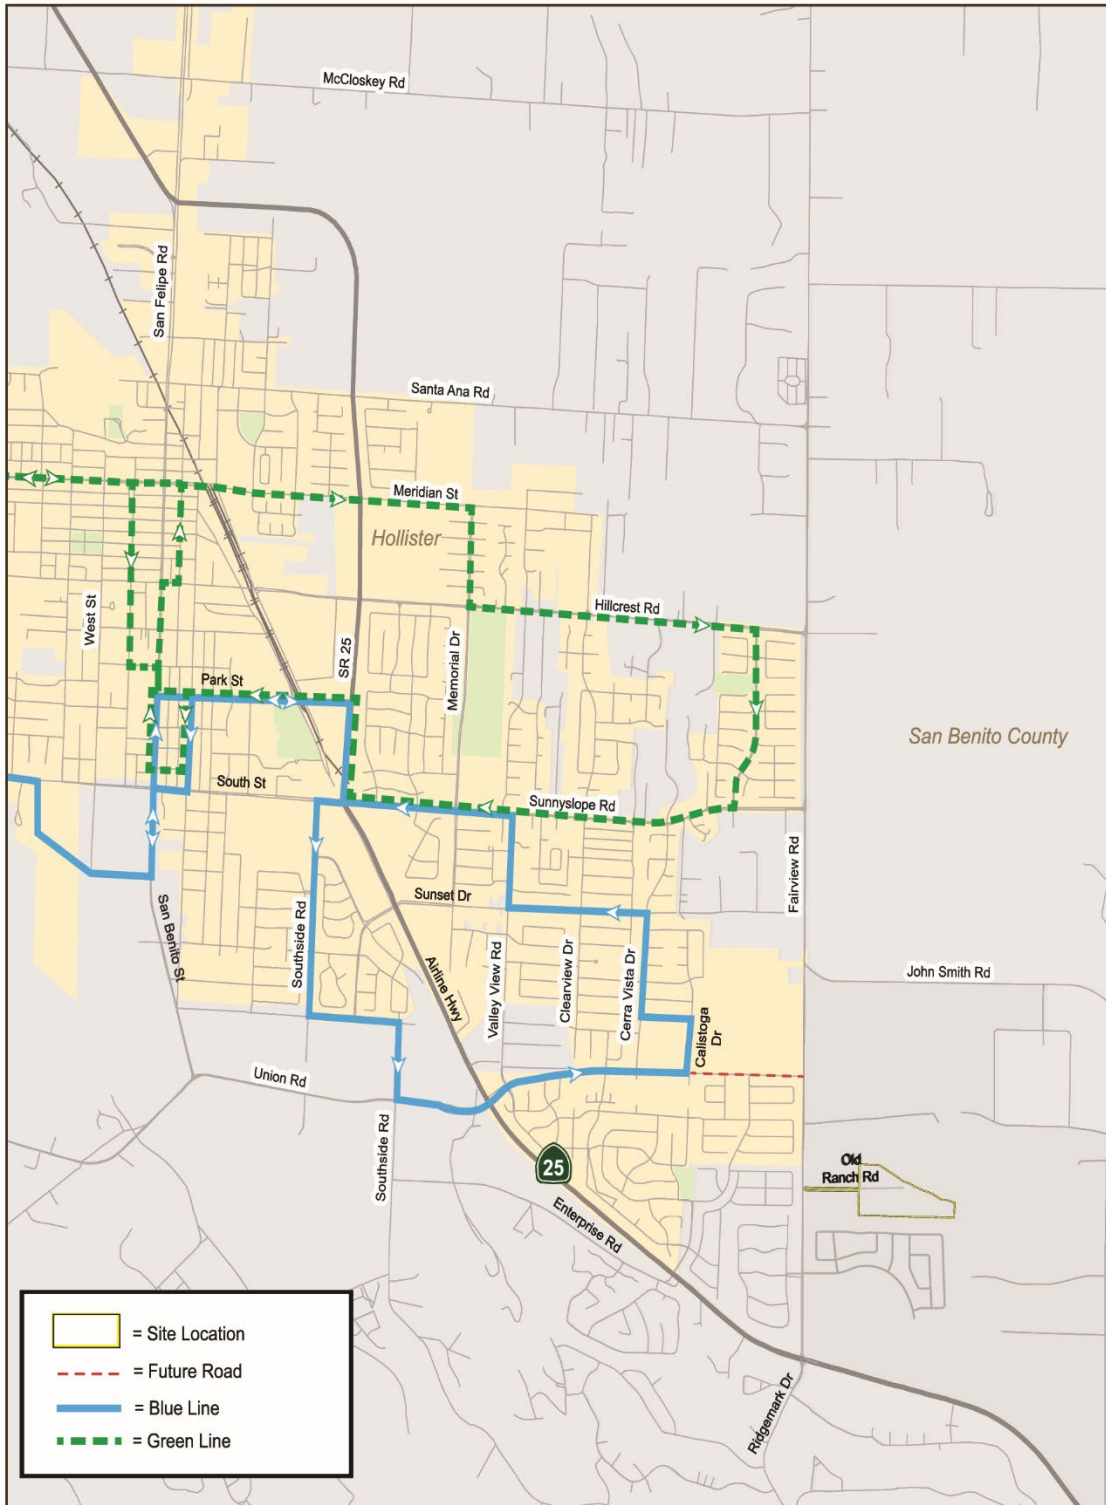 McCloskey Rd
San Felipe Rd
Santa Ana Rd
Meridian St
Hollister
West St
Hillcrest Rd
SR 25
Memorial Dr
Park St
San Benito County
South St
Sunnyslope Rd
Fairview Rd
Sunset Dr
San Benito St
Southside Rd
Airline Hwy
Valley View Rd
Clearview Dr
Cerra Vista Dr
John Smith Rd
Calistoga
Dr
Union Rd
Southside Rd
Old
Ranch Rd
25
Enterprise Rd
Ridgemark Dr
= Site Location
= Future Road
= Blue Line
= Green Line